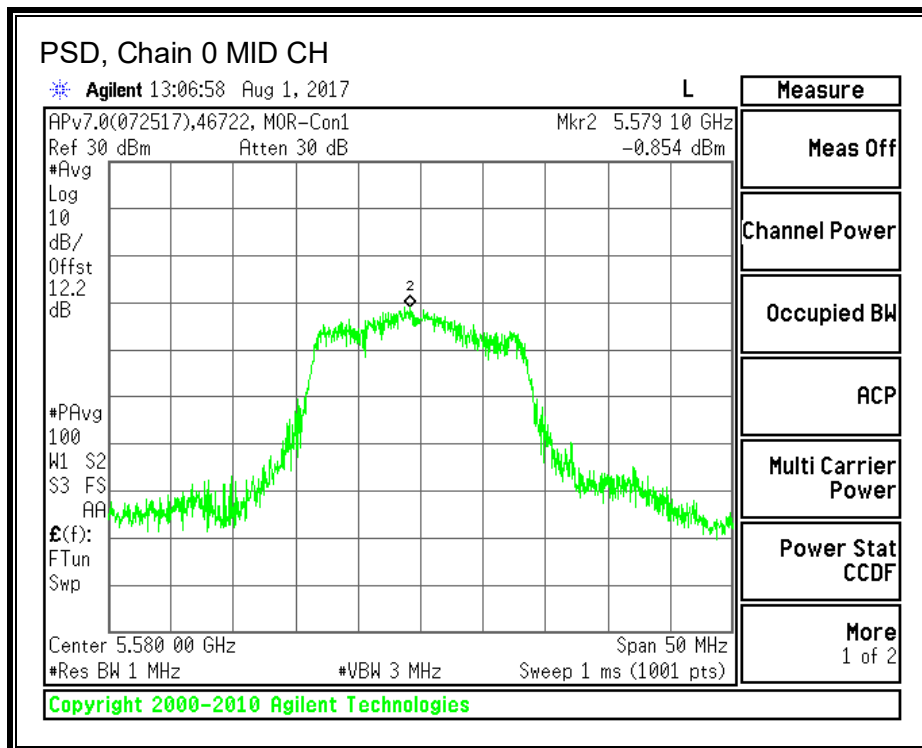 PSD, Chain 0 MID CH
Agilent 13:06:58 Aug 1, 2017 L
APv7.0(072517),46722, MOR-Con1 Mkr2 5.579 10 GHz
Ref 30 dBm Atten 30 dB -0.854 dBm
#Avg
Log
10
dB/
Offst
12.2
dB
2
#PAvg
100
W1 S2
S3 FS
AA
£(f):
FTun
Swp
Center 5.580 00 GHz Span 50 MHz
#Res BW 1 MHz #VBW 3 MHz Sweep 1 ms (1001 pts)
Copyright 2000-2010 Agilent Technologies
Measure
Meas Off
Channel Power
Occupied BW
ACP
Multi Carrier
Power
Power Stat
CCDF
More
1 of 2